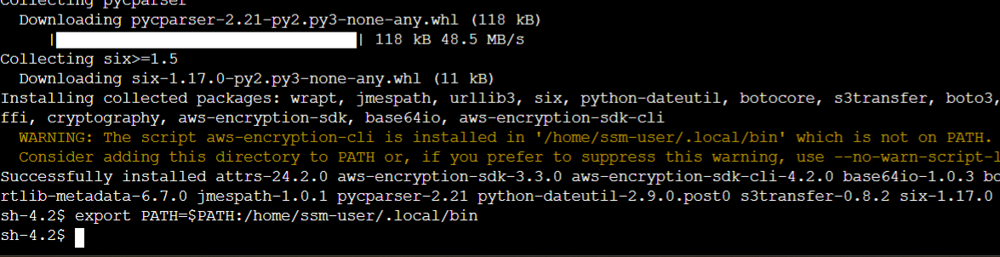 Collecting pycparser
  Downloading pycparser-2.21-py2.py3-none-any.whl (118 kB)
     |████████████████████████████████| 118 kB 48.5 MB/s
Collecting six>=1.5
  Downloading six-1.17.0-py2.py3-none-any.whl (11 kB)
Installing collected packages: wrapt, jmespath, urllib3, six, python-dateutil, botocore, s3transfer, boto3,
ffi, cryptography, aws-encryption-sdk, base64io, aws-encryption-sdk-cli
  WARNING: The script aws-encryption-cli is installed in '/home/ssm-user/.local/bin' which is not on PATH.
  Consider adding this directory to PATH or, if you prefer to suppress this warning, use --no-warn-script-l
Successfully installed attrs-24.2.0 aws-encryption-sdk-3.3.0 aws-encryption-sdk-cli-4.2.0 base64io-1.0.3 bo
rtlib-metadata-6.7.0 jmespath-1.0.1 pycparser-2.21 python-dateutil-2.9.0.post0 s3transfer-0.8.2 six-1.17.0
sh-4.2$ export PATH=$PATH:/home/ssm-user/.local/bin
sh-4.2$